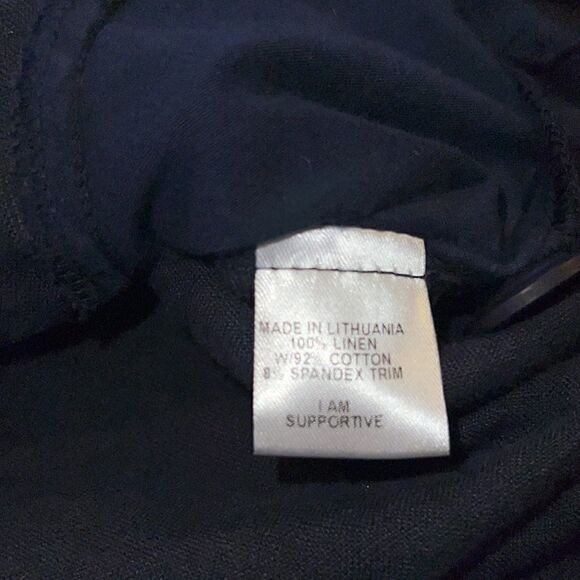 MADE IN LITHUANIA
100% LINEN
W/92% COTTON
8% SPANDEX TRIM
I AM
SUPPORTIVE